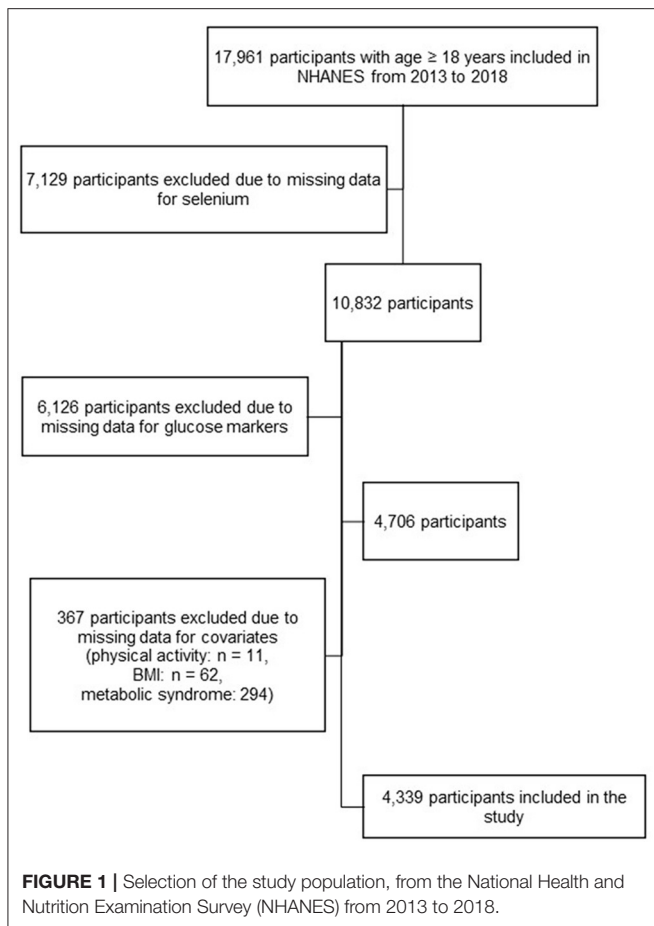 17,961 participants with age ≥ 18 years included in
NHANES from 2013 to 2018
7,129 participants excluded due to missing data
for selenium
10,832 participants
6,126 participants excluded due to
missing data for glucose markers
4,706 participants
367 participants excluded due to
missing data for covariates
(physical activity: n = 11,
BMI: n = 62,
metabolic syndrome: 294)
4,339 participants included in the
study
FIGURE 1 | Selection of the study population, from the National Health and
Nutrition Examination Survey (NHANES) from 2013 to 2018.